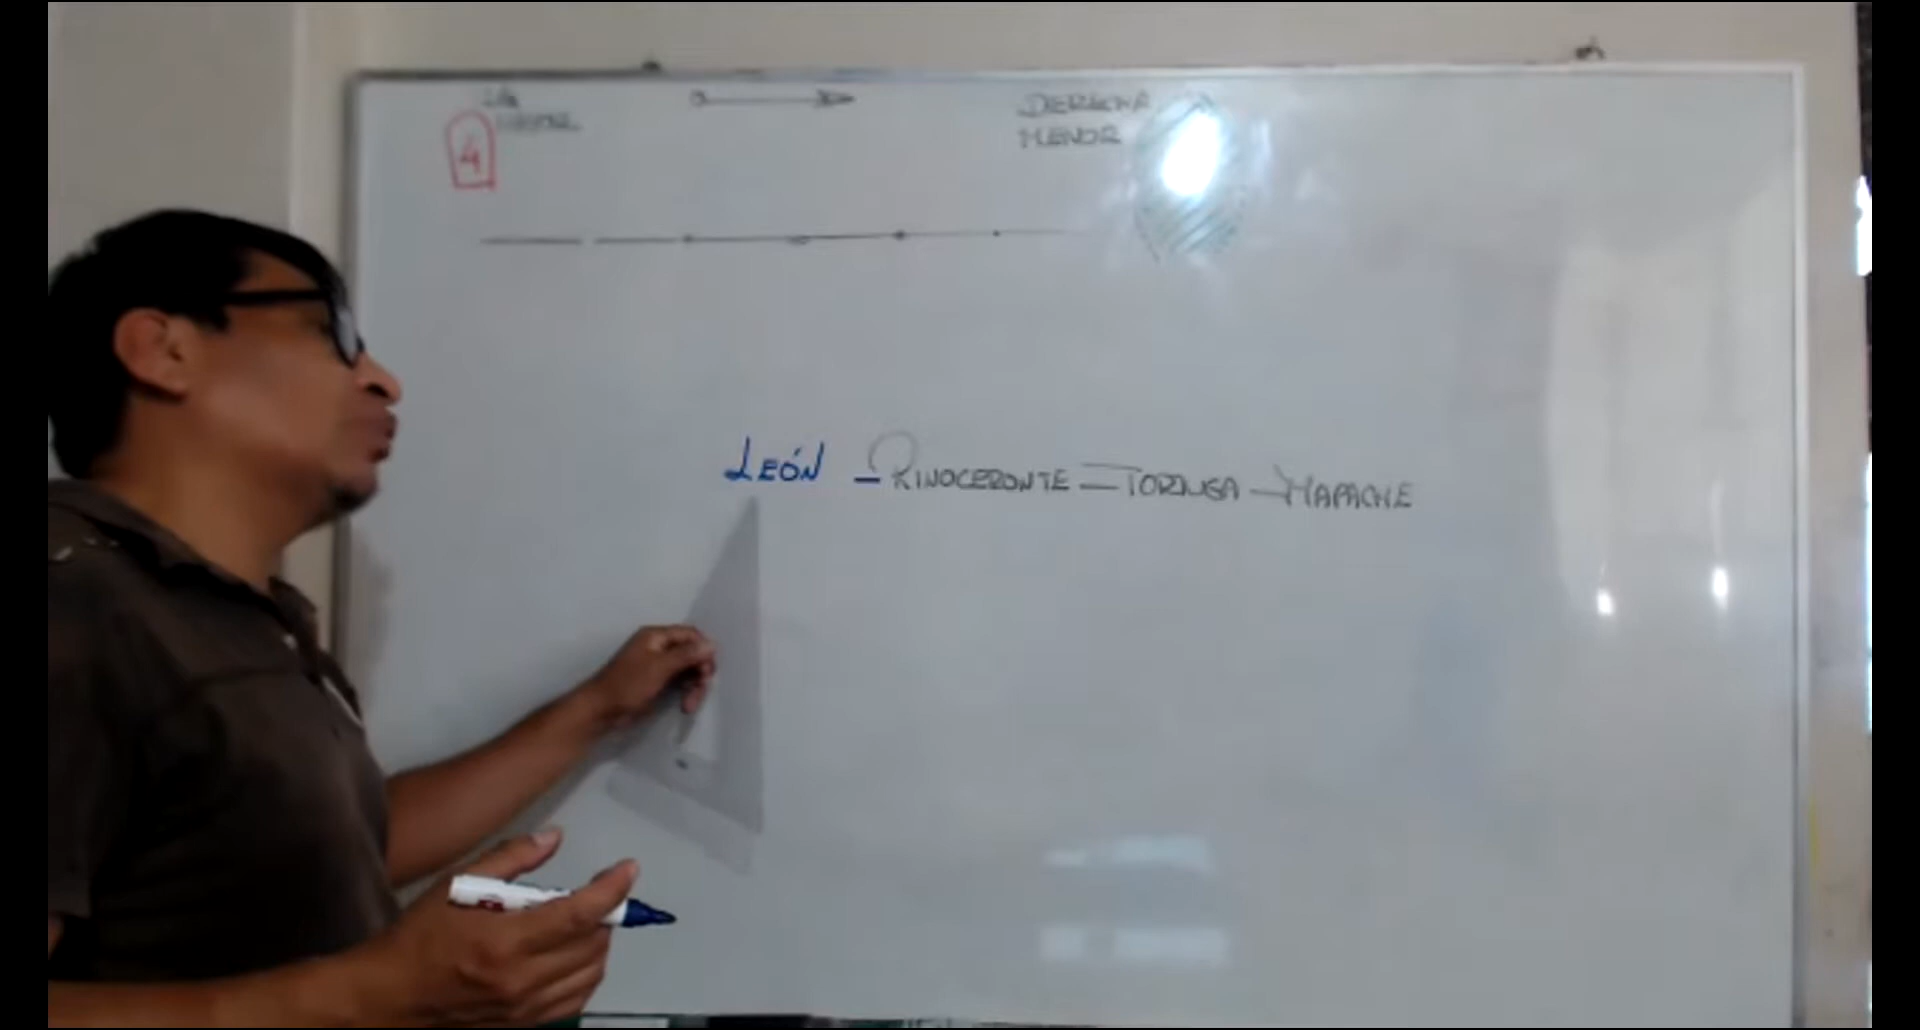 DERECHA
MENOR
4
LEÓN - RINOCERONTE - TORTUGA - MAPACHE